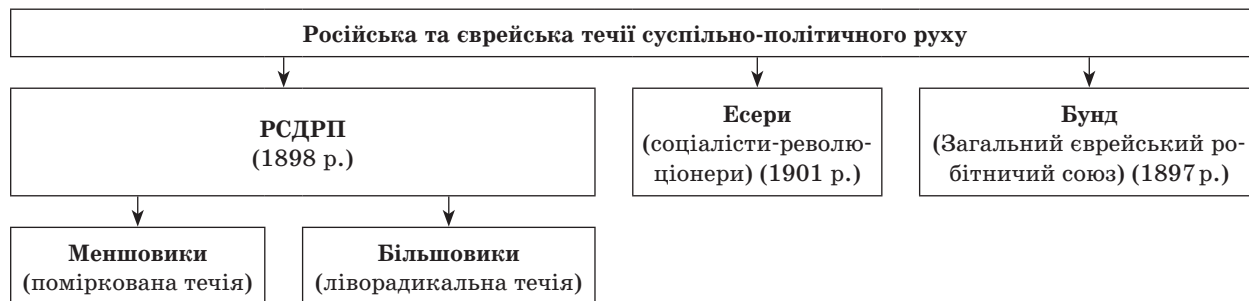 Російська та єврейська течії суспільно-політичного руху
РСДРП
(1898 р.)
Есери
(соціалісти-револю-
ціонери) (1901 р.)
Бунд
(Загальний єврейський ро-
бітничий союз) (1897 р.)
Меншовики
(поміркована течія)
Більшовики
(ліворадикальна течія)